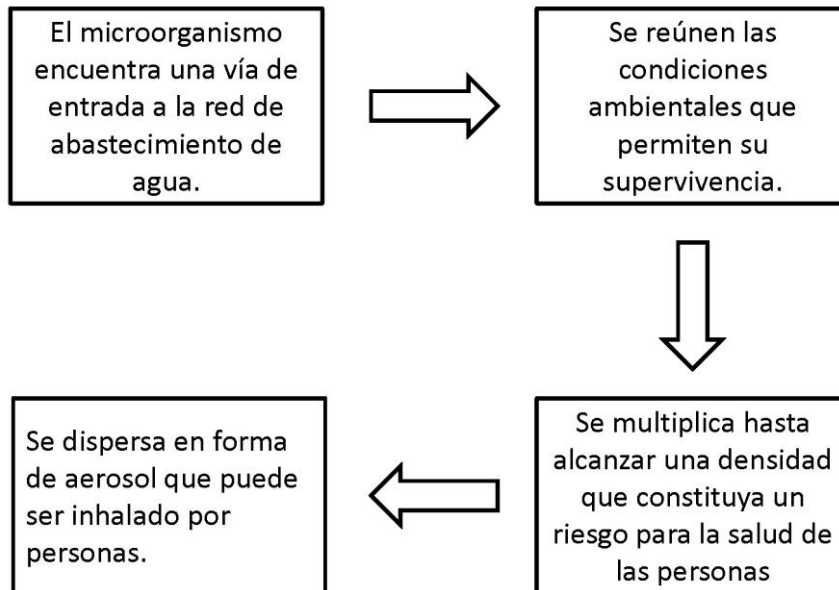 El microorganismo
encuentra una vía de
entrada a la red de
abastecimiento de
agua.
Se reúnen las
condiciones
ambientales que
permiten su
supervivencia.
Se multiplica hasta
alcanzar una densidad
que constituya un
riesgo para la salud de
las personas
Se dispersa en forma
de aerosol que puede
ser inhalado por
personas.